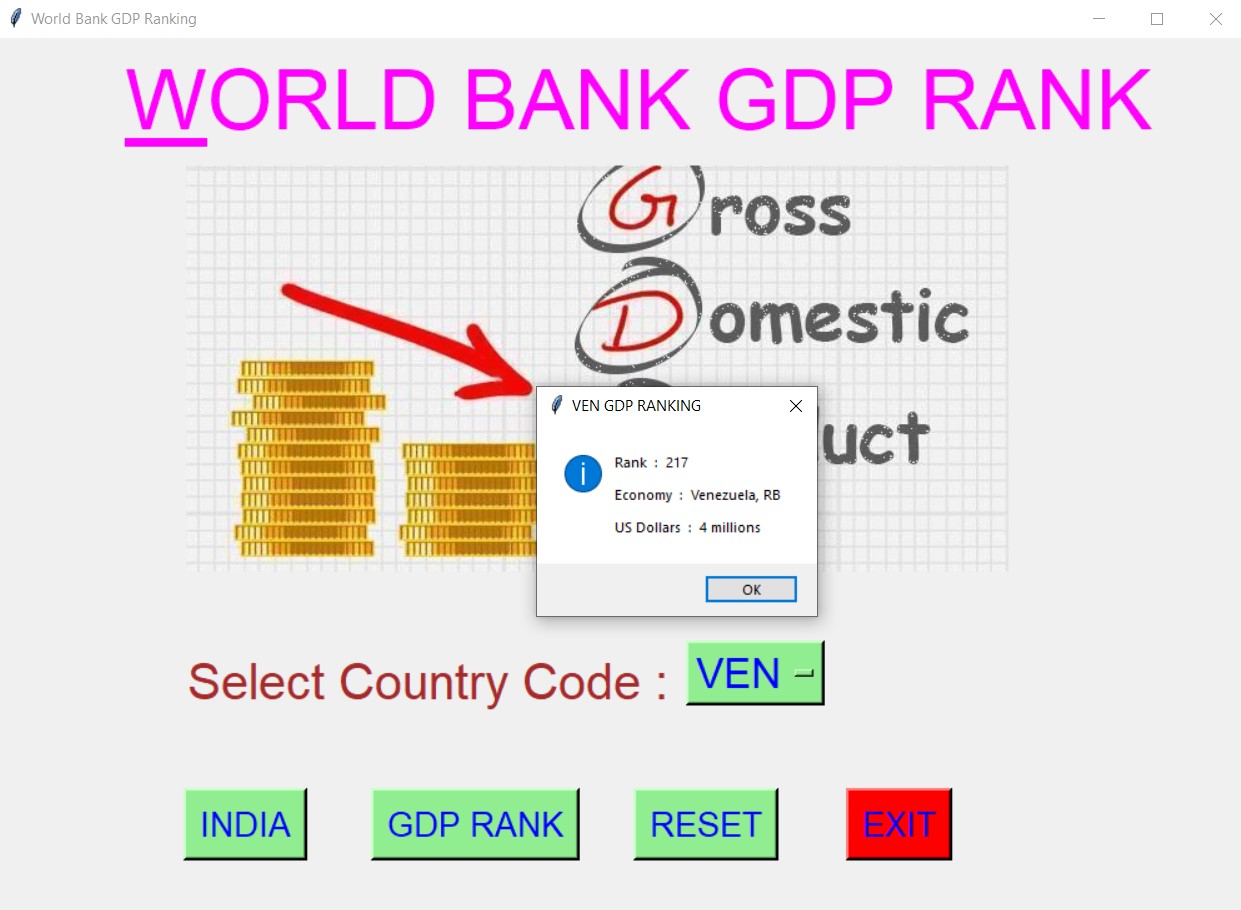 World Bank GDP Ranking
WORLD BANK GDP RANK
Gross
Domestic
uct
VEN GDP RANKING
i
Rank : 217
Economy : Venezuela, RB
US Dollars : 4 millions
OK
Select Country Code :
VEN
INDIA
GDP RANK
RESET
EXIT